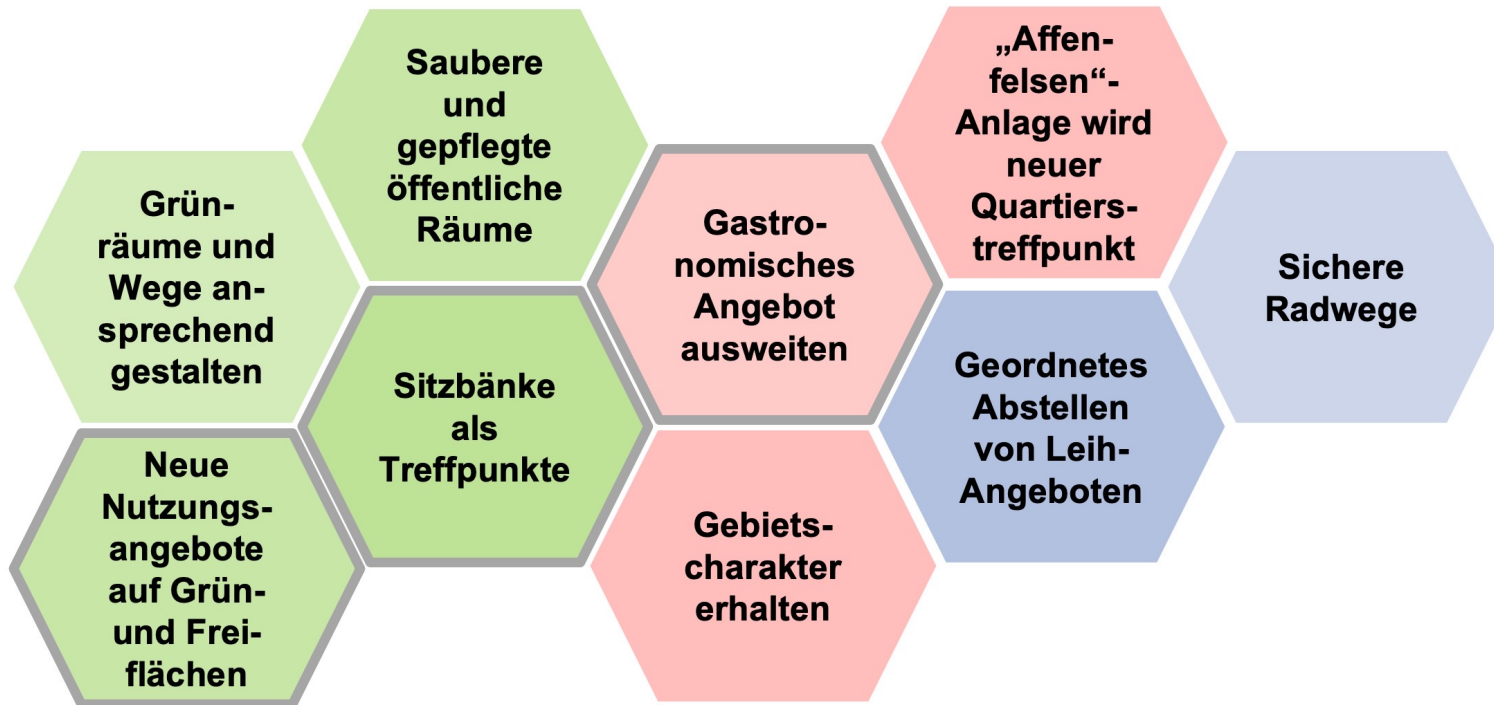 Grün-
räume und
Wege an-
sprechend
gestalten
Neue
Nutzungs-
angebote
auf Grün-
und Frei-
flächen
Saubere
und
gepflegte
öffentliche
Räume
Sitzbänke
als
Treffpunkte
Gastro-
nomisches
Angebot
ausweiten
Gebiets-
charakter
erhalten
„Affen-
felsen“-
Anlage wird
neuer
Quartiers-
treffpunkt
Geordnetes
Abstellen
von Leih-
Angeboten
Sichere
Radwege